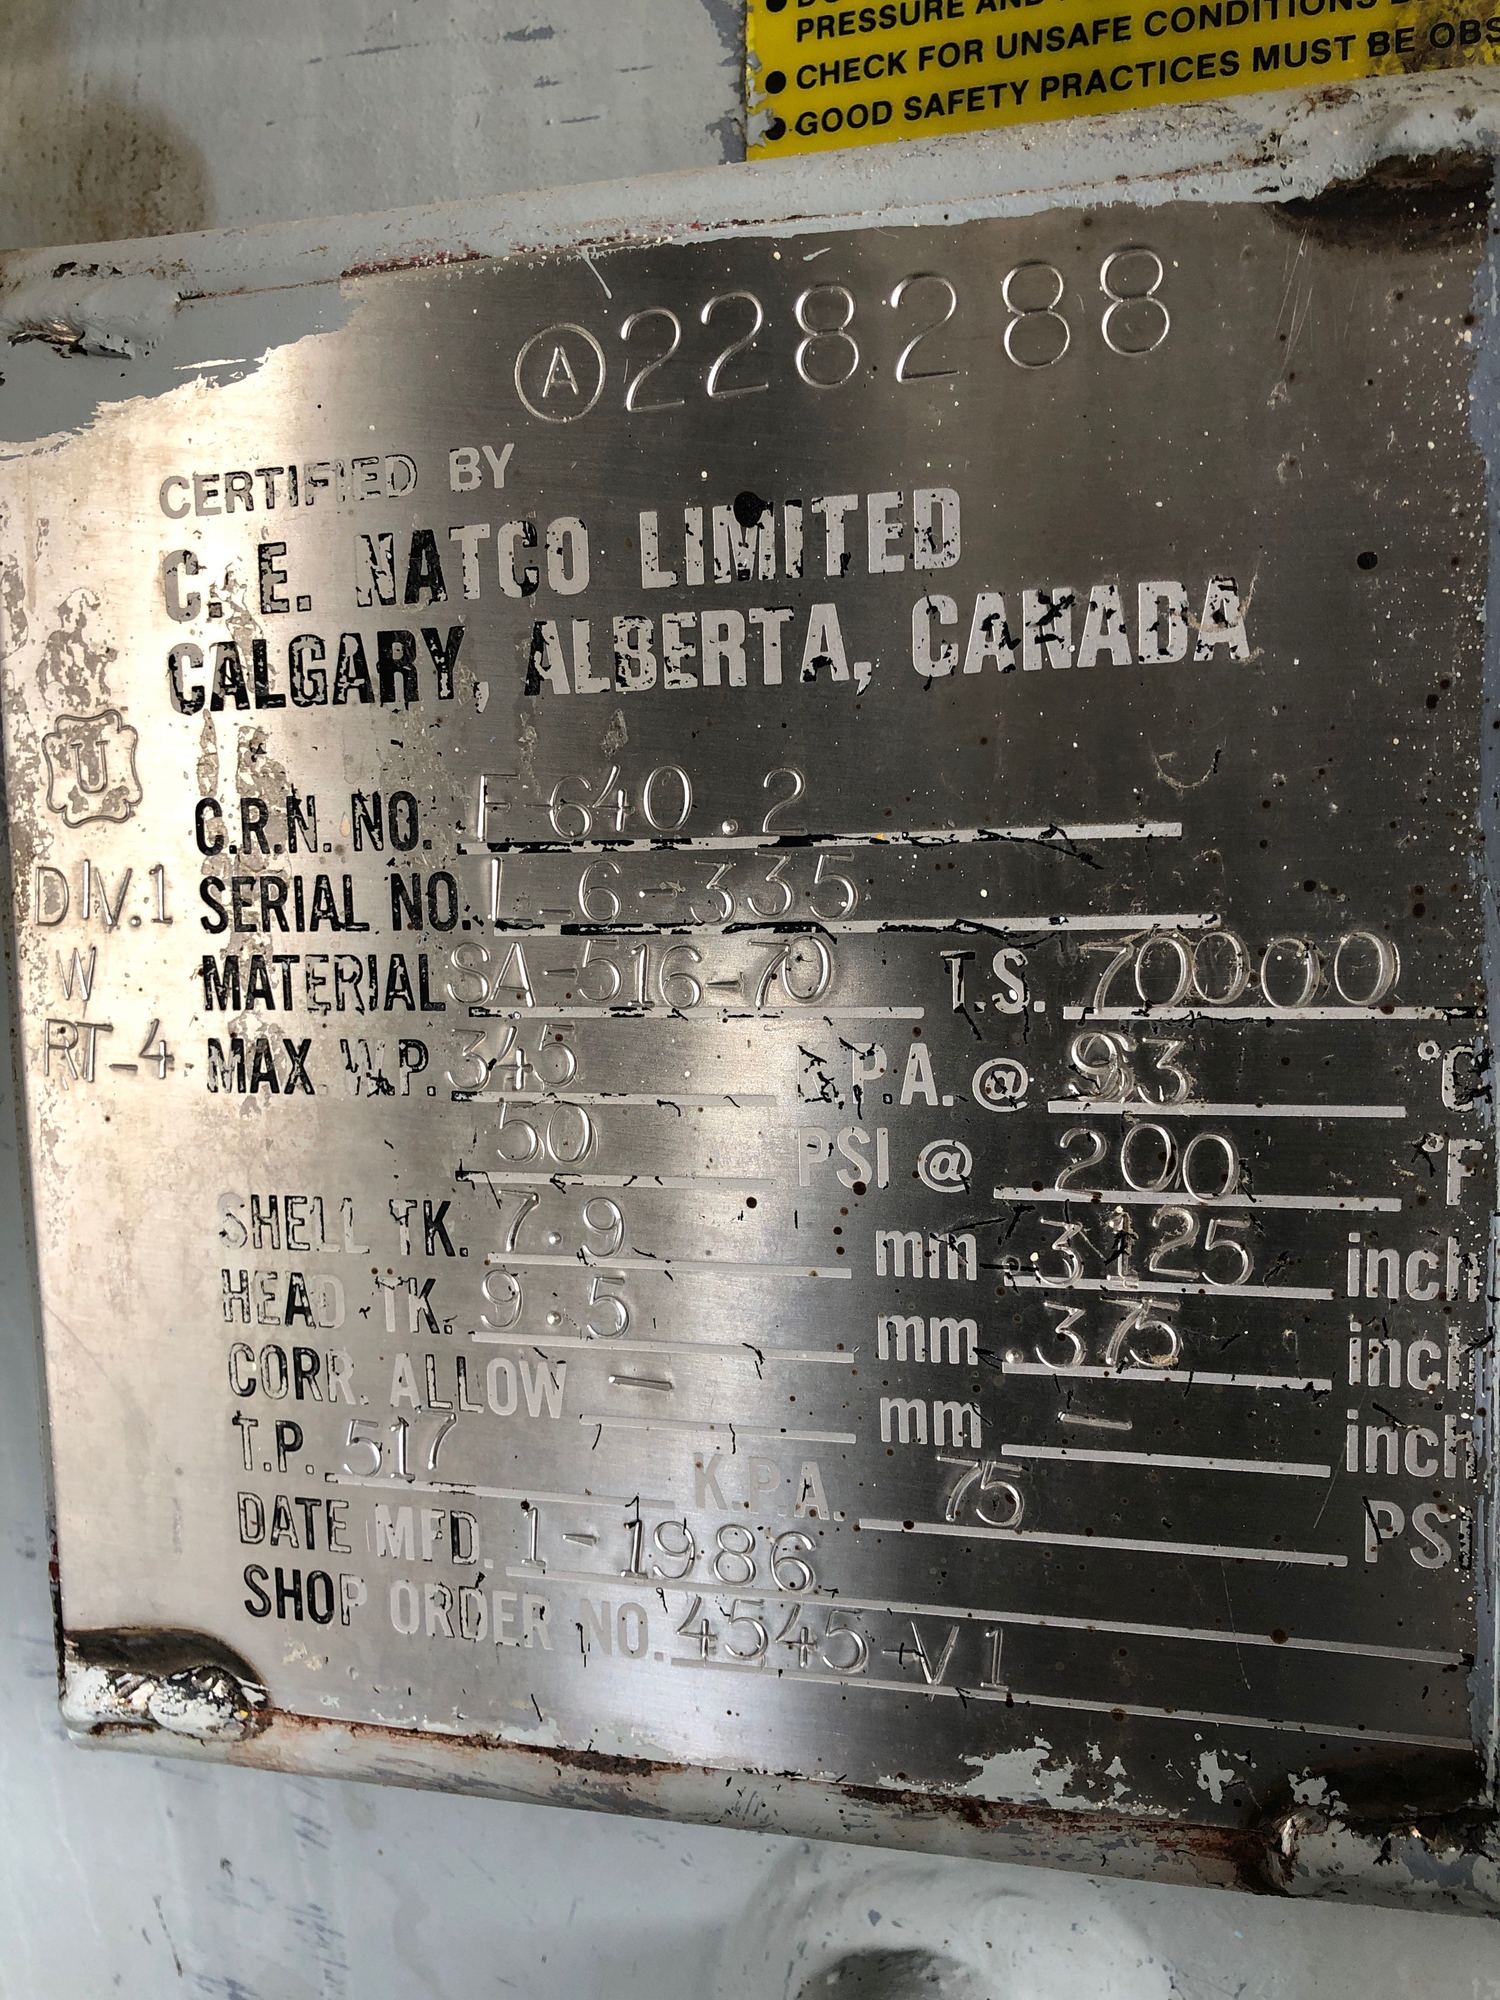 PRESSURE AND
CHECK FOR UNSAFE CONDITIONS
GOOD SAFETY PRACTICES MUST BE OBS
Ⓐ228288
CERTIFIED BY
C. E. NATCO LIMITED
CALGARY, ALBERTA, CANADA
U
C.R.N. NO. F-640.2
DIV.1 SERIAL NO. L-6-335
W MATERIAL SA-516-70 T.S. 70000
RT-4 MAX. W.P. 345 K.P.A. @ 93 °C
50 PSI @ 200 °F
SHELL TK. 7.9 mm .3125 inch
HEAD TK. 9.5 mm .375 inch
CORR. ALLOW — mm — inch
T.P. 517 K.P.A. 75 PSI
DATE MFD. 1-1986
SHOP ORDER NO. 4545-V1